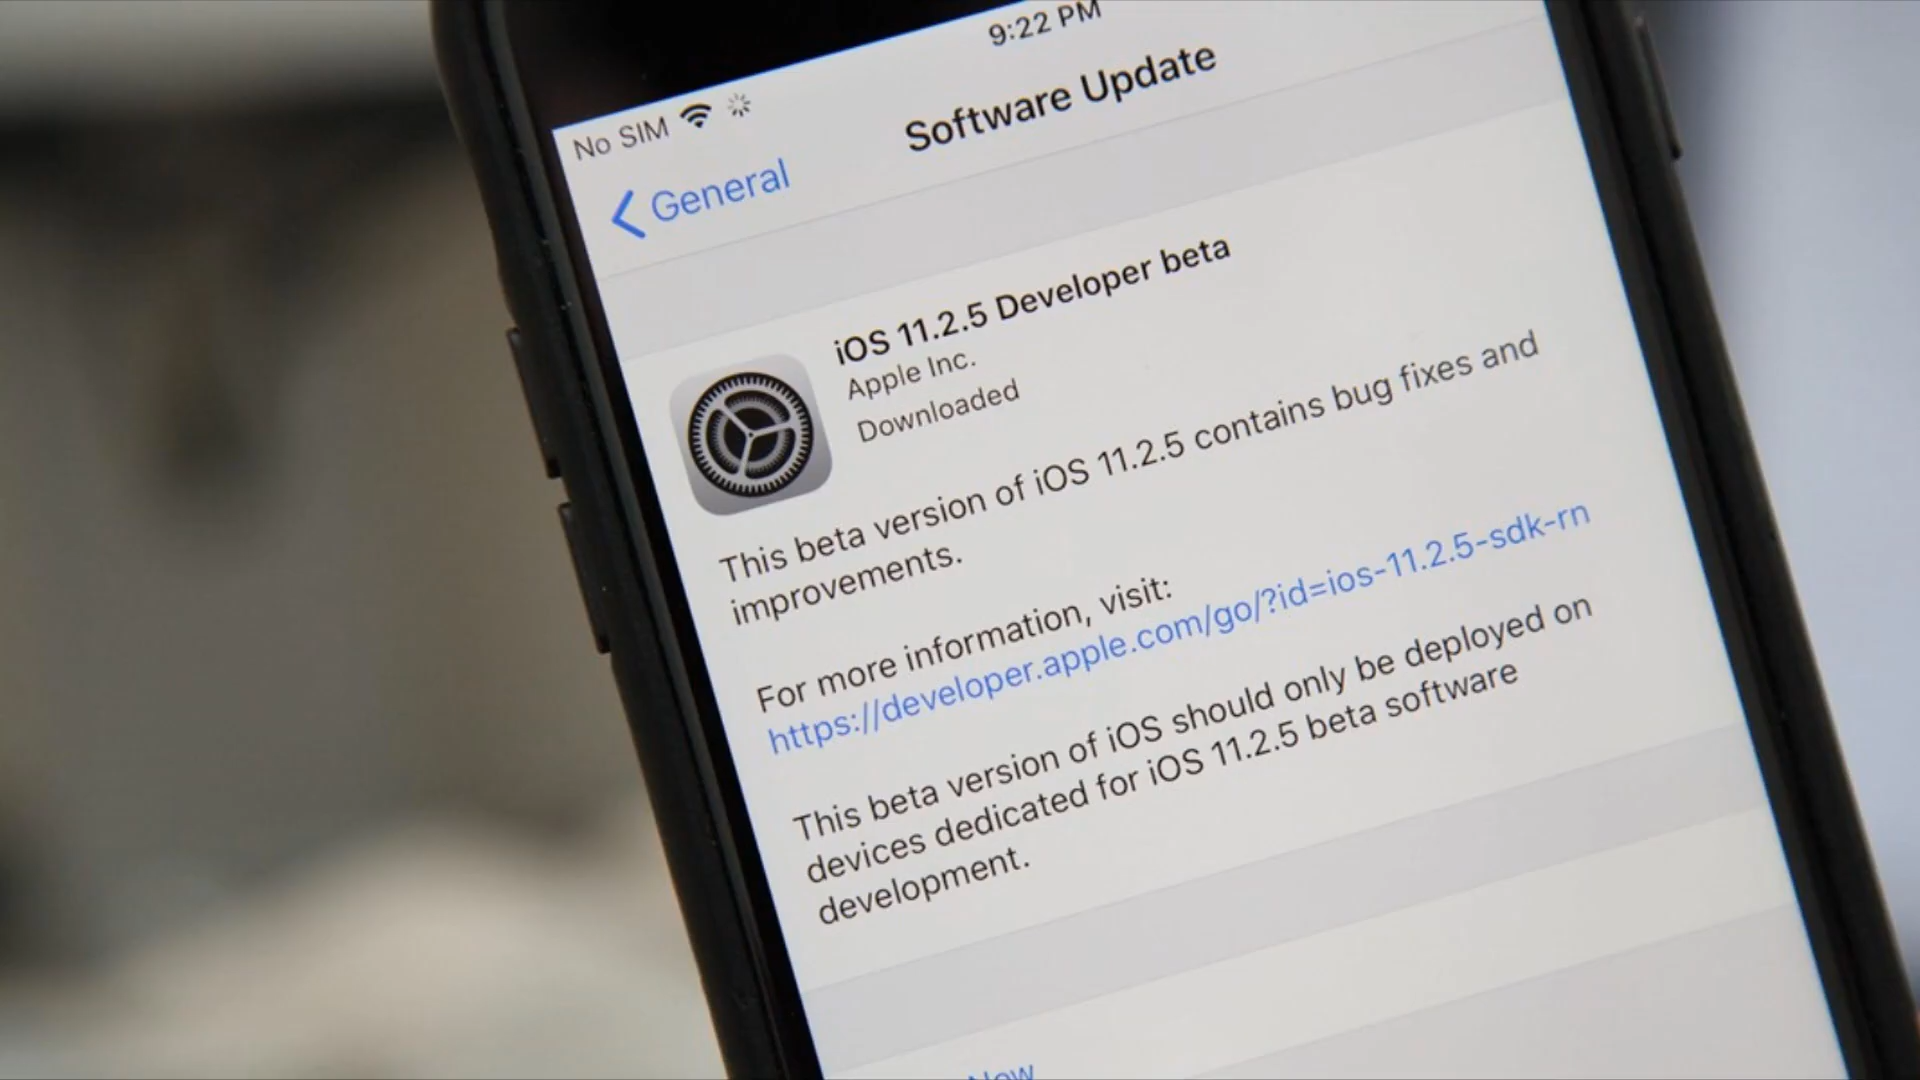 9:22 PM
No SIM
Software Update
General
iOS 11.2.5 Developer beta
Apple Inc.
Downloaded
This beta version of iOS 11.2.5 contains bug fixes and
improvements.
For more information, visit:
https://developer.apple.com/go/?id=ios-11.2.5-sdk-rn
This beta version of iOS should only be deployed on
devices dedicated for iOS 11.2.5 beta software
development.
Now